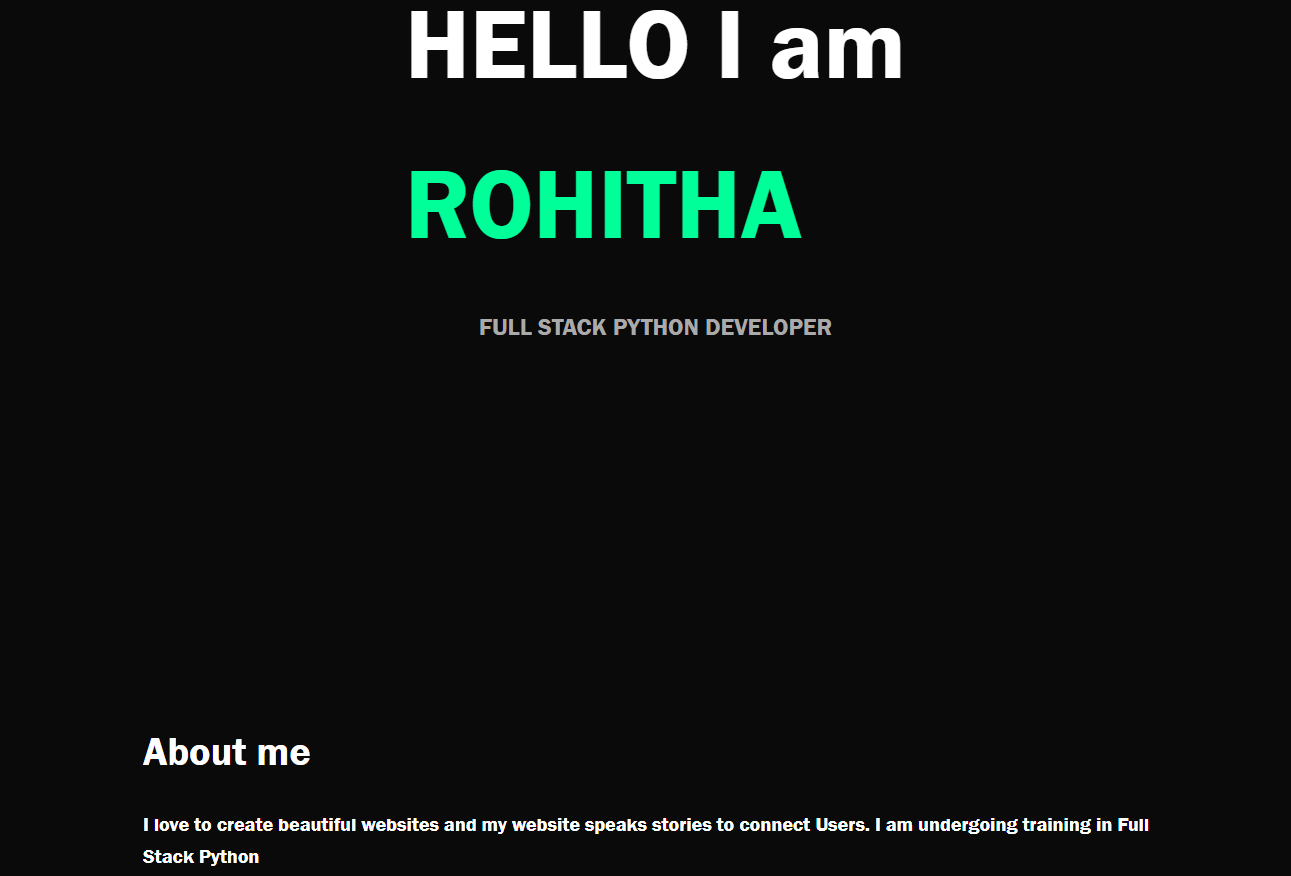 HELLO I am
ROHITHA
FULL STACK PYTHON DEVELOPER
About me
I love to create beautiful websites and my website speaks stories to connect Users. I am undergoing training in Full
Stack Python